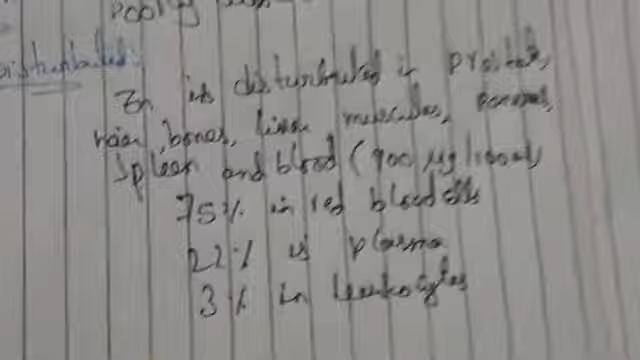 Distributed:
Zn is distributed in prostate,
hair, bones, liver muscules,
spleen and blood (900 µg/100ml)
75% in red blood cells
22% is plasma
3% in leukocytes